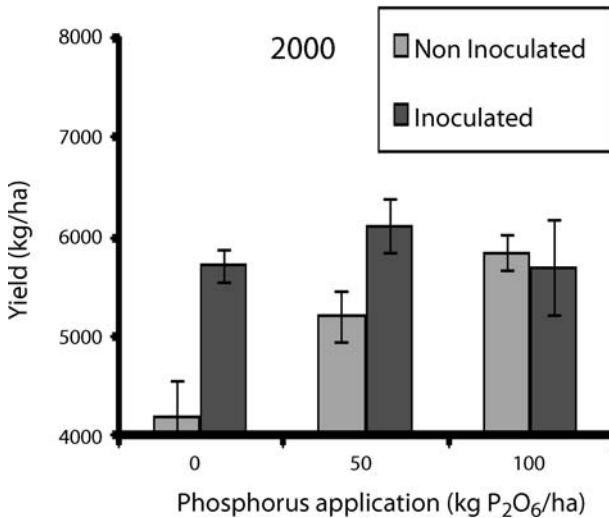 2000
Non Inoculated
Inoculated
Yield (kg/ha)
8000
7000
6000
5000
4000
0 50 100
Phosphorus application (kg P₂O₆/ha)